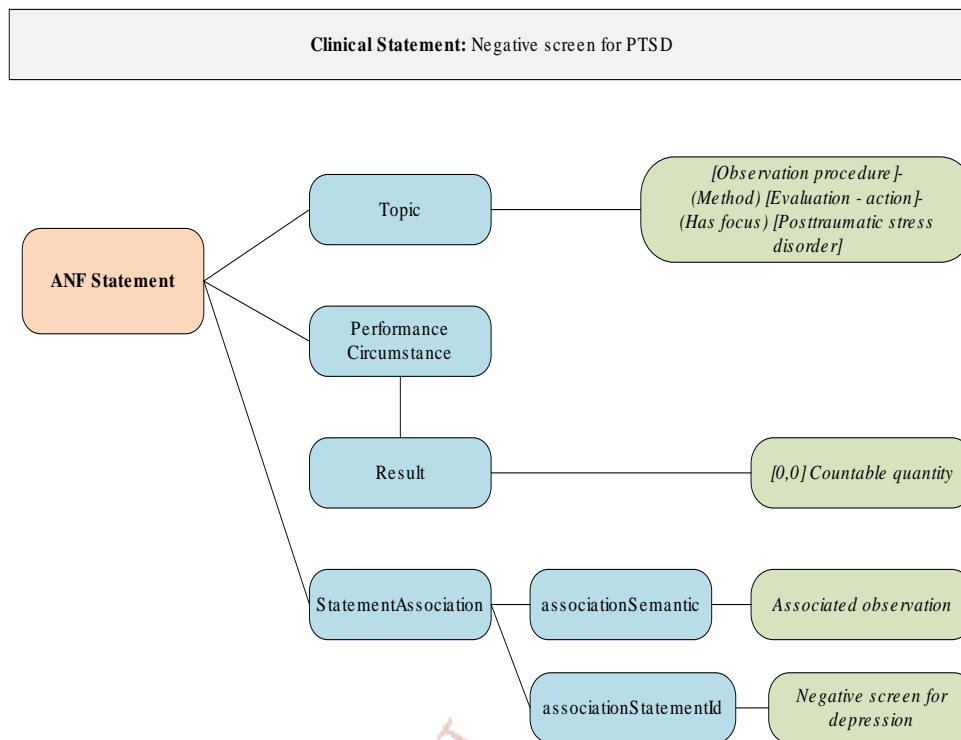 Clinical Statement: Negative screen for PTSD
[Observation procedure]-
(Method) [Evaluation - action]-
(Has focus) [Posttraumatic stress
disorder]
Topic
ANF Statement
Performance
Circumstance
Result
[0,0] Countable quantity
StatementAssociation
associationSemantic
Associated observation
associationStatementId
Negative screen for
depression